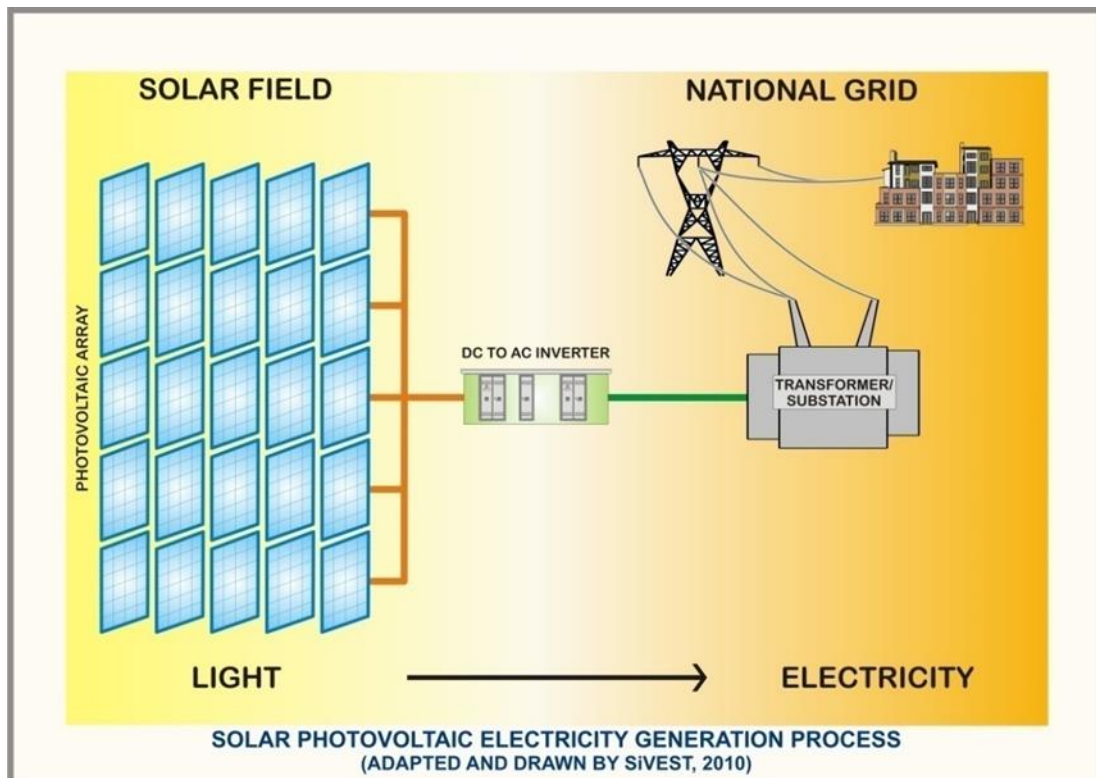 SOLAR FIELD
NATIONAL GRID
PHOTOVOLTAIC ARRAY
DC TO AC INVERTER
TRANSFORMER/
SUBSTATION
LIGHT
ELECTRICITY
SOLAR PHOTOVOLTAIC ELECTRICITY GENERATION PROCESS
(ADAPTED AND DRAWN BY SiVEST, 2010)